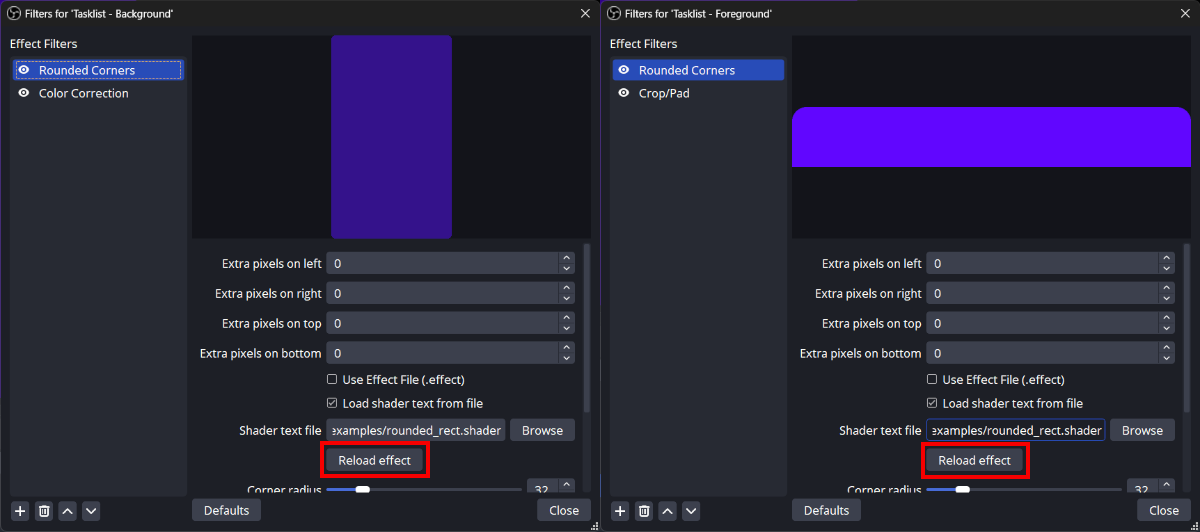 Filters for 'Tasklist - Background'
Effect Filters
Rounded Corners
Color Correction
Extra pixels on left 0
Extra pixels on right 0
Extra pixels on top 0
Extra pixels on bottom 0
Use Effect File (.effect)
Load shader text from file
Shader text file examples/rounded_rect.shader Browse
Reload effect
Corner radius 32
Defaults Close
Filters for 'Tasklist - Foreground'
Effect Filters
Rounded Corners
Crop/Pad
Extra pixels on left 0
Extra pixels on right 0
Extra pixels on top 0
Extra pixels on bottom 0
Use Effect File (.effect)
Load shader text from file
Shader text file examples/rounded_rect.shader Browse
Reload effect
Corner radius 32
Defaults Close